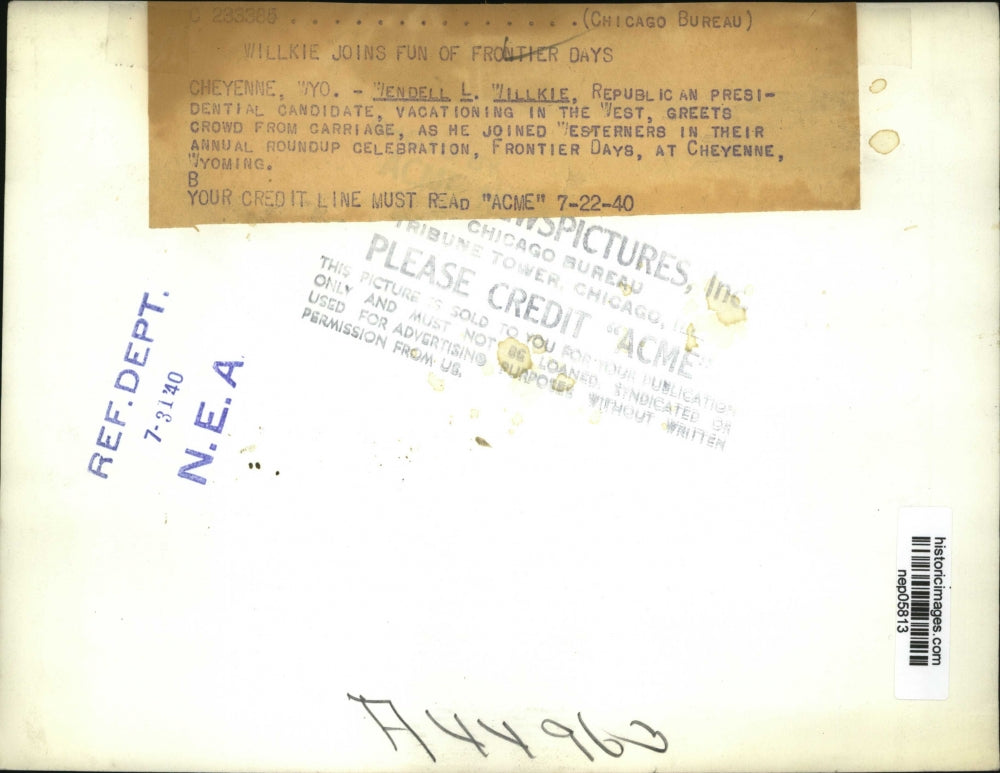 C 233385 . . . . . . . . . . . . . . . (CHICAGO BUREAU)
WILLKIE JOINS FUN OF FRONTIER DAYS
CHEYENNE, WYO. - WENDELL L. WILLKIE, REPUBLICAN PRESI-
DENTIAL CANDIDATE, VACATIONING IN THE WEST, GREETS
CROWD FROM CARRIAGE, AS HE JOINED WESTERNERS IN THEIR
ANNUAL ROUNDUP CELEBRATION, FRONTIER DAYS, AT CHEYENNE,
WYOMING.
B
YOUR CREDIT LINE MUST READ "ACME" 7-22-40
WSPICTURES, Inc.
CHICAGO BUREAU
TRIBUNE TOWER, CHICAGO,
PLEASE CREDIT "ACME"
THIS PICTURE IS SOLD TO YOU FOR YOUR PUBLICATION
ONLY AND MUST NOT BE LOANED, SYNDICATED OR
USED FOR ADVERTISING PURPOSES WITHOUT WRITTEN
PERMISSION FROM US.
REF. DEPT.
7-31 40
N. E. A.
historicimages.com
nep05813
A44963